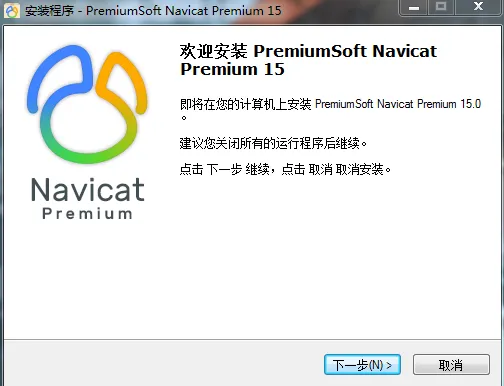 安装程序 - PremiumSoft Navicat Premium 15
欢迎安装 PremiumSoft Navicat
Premium 15
即将在您的计算机上安装 PremiumSoft Navicat Premium 15.0
。
建议您关闭所有的运行程序后继续。
点击 下一步 继续，点击 取消 取消安装。
Navicat
Premium
下一步(N) >
取消